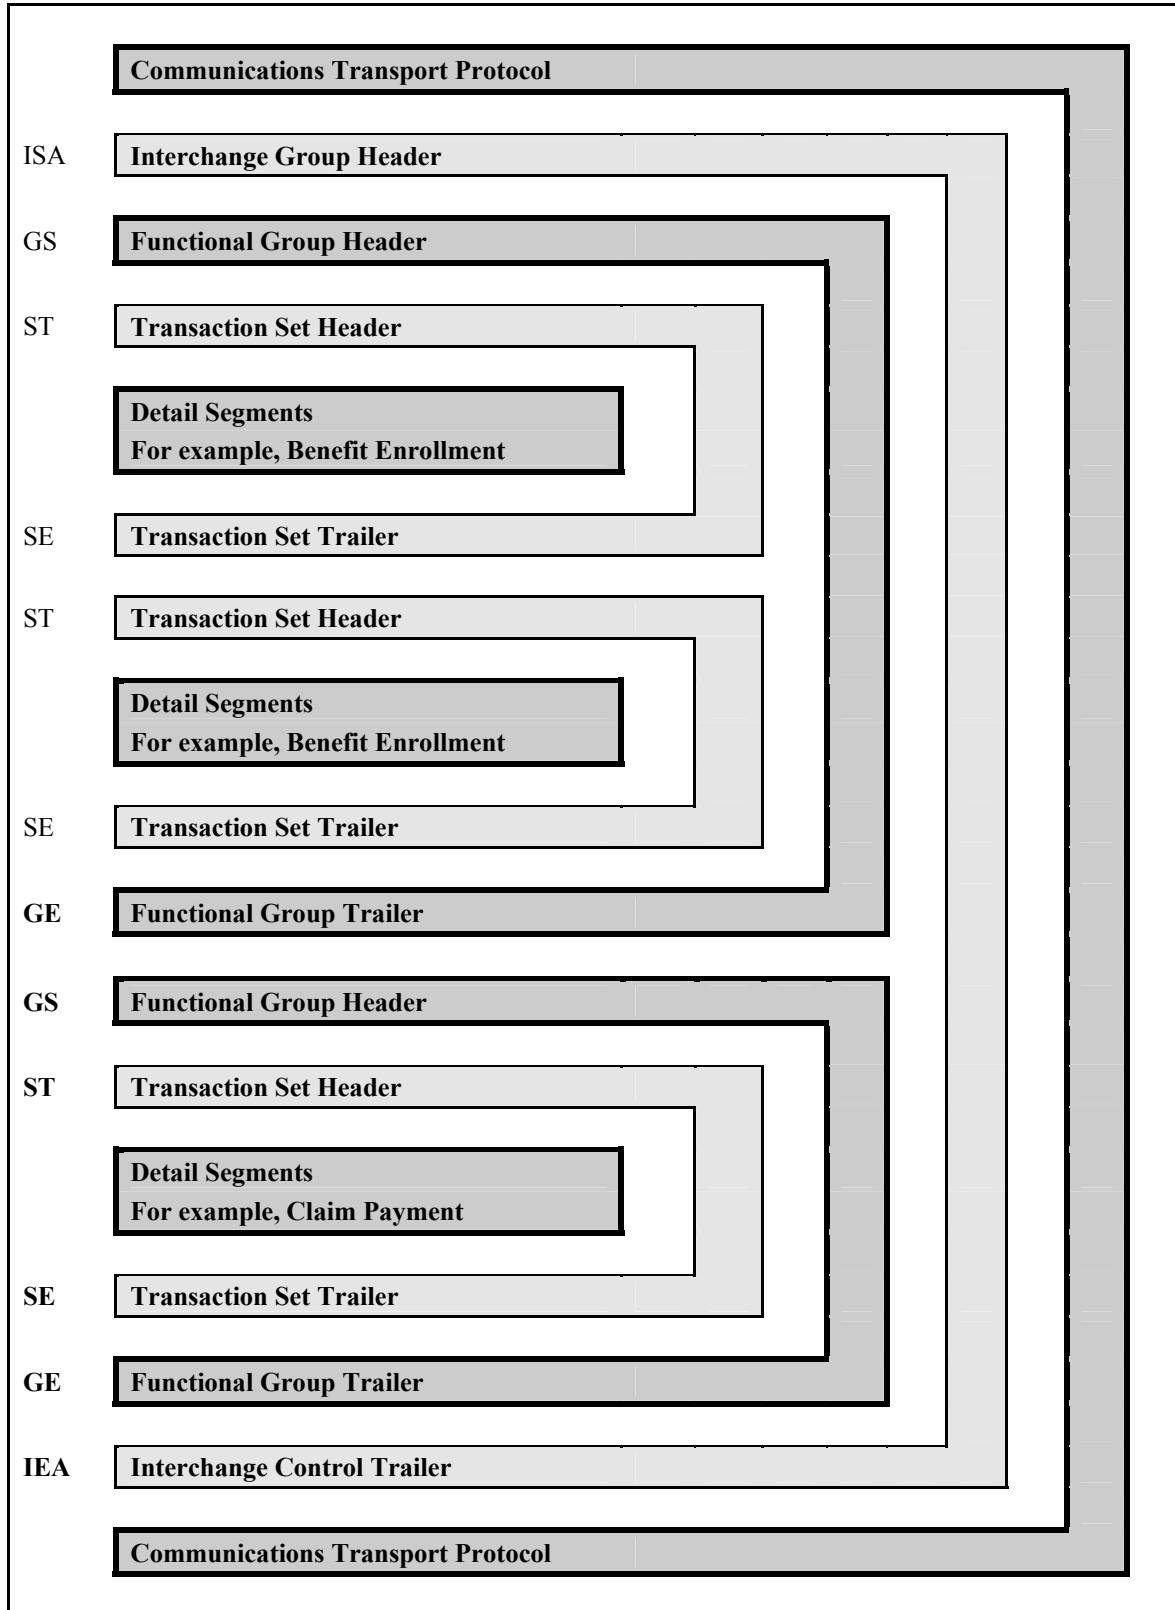 Communications Transport Protocol
ISA Interchange Group Header
GS Functional Group Header
ST Transaction Set Header
Detail Segments
For example, Benefit Enrollment
SE Transaction Set Trailer
ST Transaction Set Header
Detail Segments
For example, Benefit Enrollment
SE Transaction Set Trailer
GE Functional Group Trailer
GS Functional Group Header
ST Transaction Set Header
Detail Segments
For example, Claim Payment
SE Transaction Set Trailer
GE Functional Group Trailer
IEA Interchange Control Trailer
Communications Transport Protocol